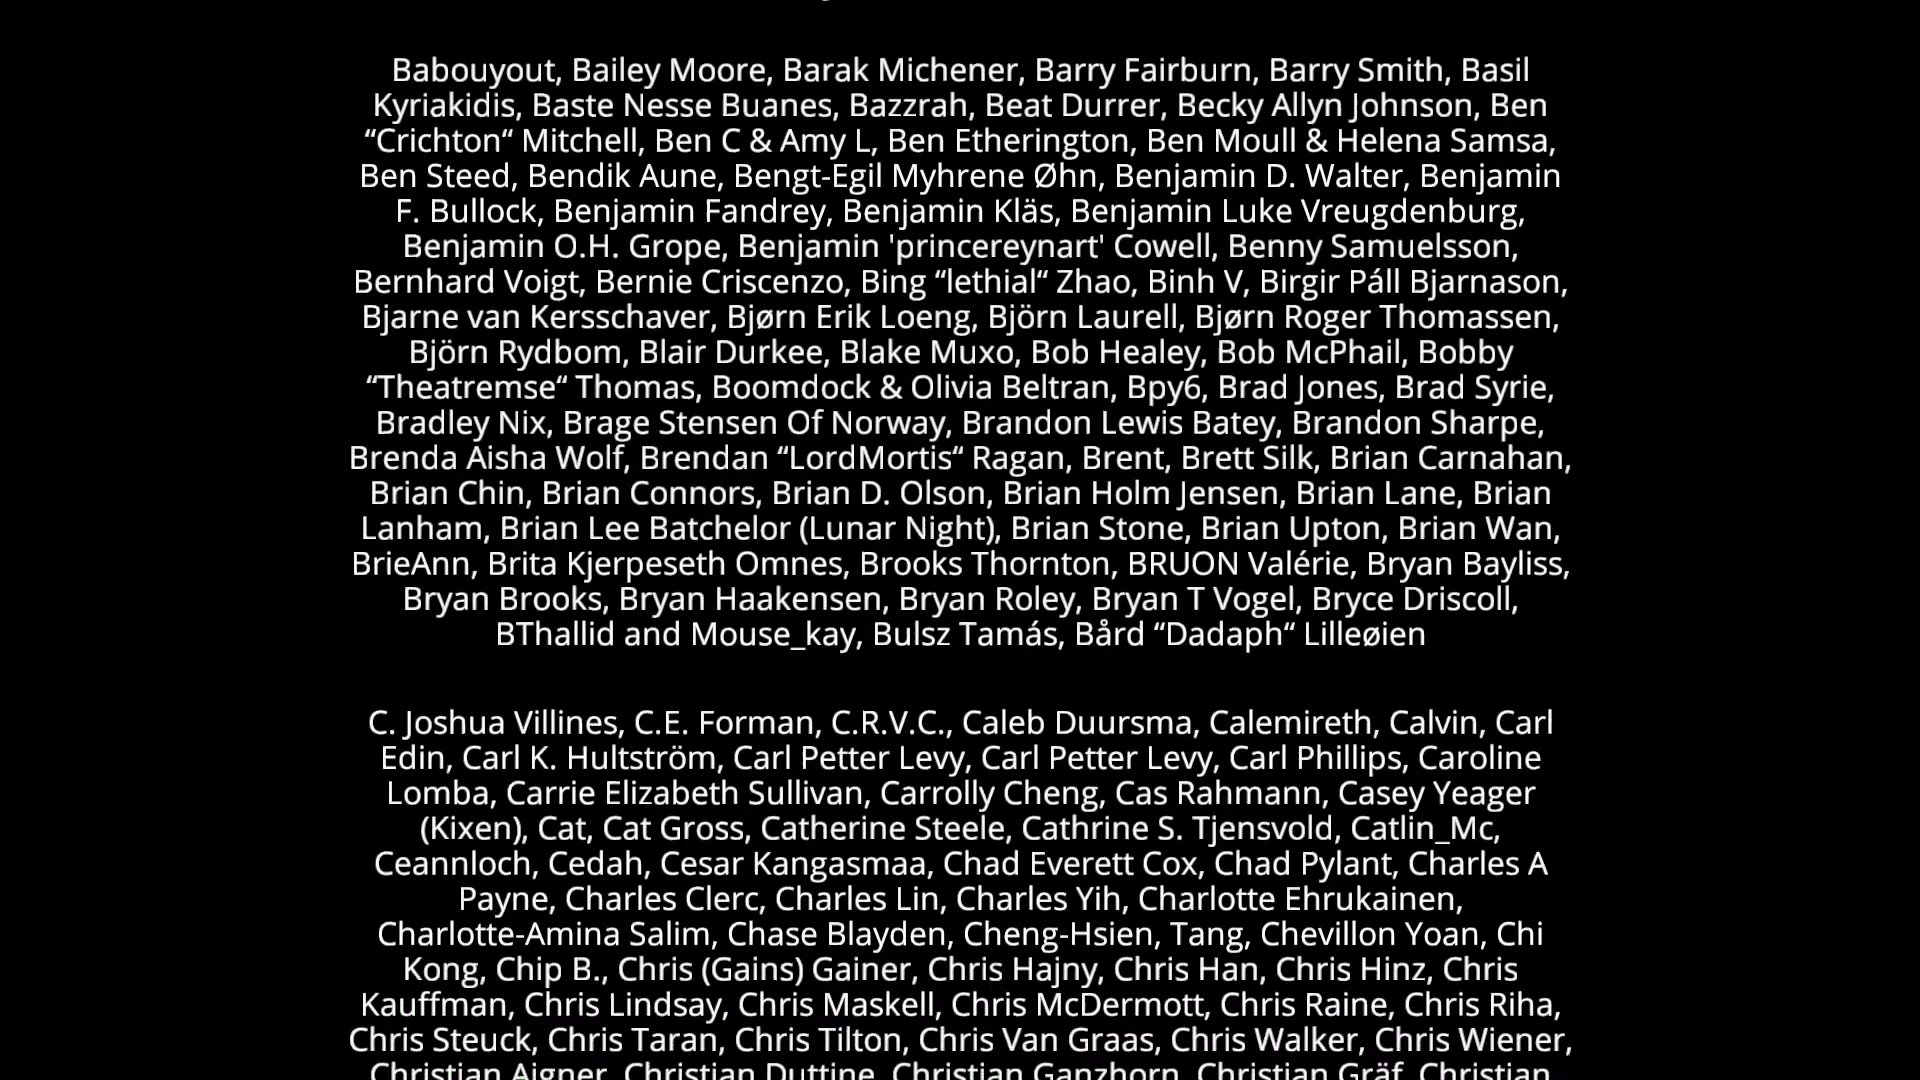 Babouyout, Bailey Moore, Barak Michener, Barry Fairburn, Barry Smith, Basil
Kyriakidis, Baste Nesse Buanes, Bazzrah, Beat Durrer, Becky Allyn Johnson, Ben
“Crichton“ Mitchell, Ben C & Amy L, Ben Etherington, Ben Moull & Helena Samsa,
Ben Steed, Bendik Aune, Bengt-Egil Myhrene Øhn, Benjamin D. Walter, Benjamin
F. Bullock, Benjamin Fandrey, Benjamin Kläs, Benjamin Luke Vreugdenburg,
Benjamin O.H. Grope, Benjamin 'princereynart' Cowell, Benny Samuelsson,
Bernhard Voigt, Bernie Criscenzo, Bing “lethial“ Zhao, Binh V, Birgir Páll Bjarnason,
Bjarne van Kersschaver, Bjørn Erik Loeng, Björn Laurell, Bjørn Roger Thomassen,
Björn Rydbom, Blair Durkee, Blake Muxo, Bob Healey, Bob McPhail, Bobby
“Theatremse“ Thomas, Boomdock & Olivia Beltran, Bpy6, Brad Jones, Brad Syrie,
Bradley Nix, Brage Stensen Of Norway, Brandon Lewis Batey, Brandon Sharpe,
Brenda Aisha Wolf, Brendan “LordMortis“ Ragan, Brent, Brett Silk, Brian Carnahan,
Brian Chin, Brian Connors, Brian D. Olson, Brian Holm Jensen, Brian Lane, Brian
Lanham, Brian Lee Batchelor (Lunar Night), Brian Stone, Brian Upton, Brian Wan,
BrieAnn, Brita Kjerpeseth Omnes, Brooks Thornton, BRUON Valérie, Bryan Bayliss,
Bryan Brooks, Bryan Haakensen, Bryan Roley, Bryan T Vogel, Bryce Driscoll,
BThallid and Mouse_kay, Bulsz Tamás, Bård “Dadaph“ Lilleøien
C. Joshua Villines, C.E. Forman, C.R.V.C., Caleb Duursma, Calemireth, Calvin, Carl
Edin, Carl K. Hultström, Carl Petter Levy, Carl Petter Levy, Carl Phillips, Caroline
Lomba, Carrie Elizabeth Sullivan, Carrolly Cheng, Cas Rahmann, Casey Yeager
(Kixen), Cat, Cat Gross, Catherine Steele, Cathrine S. Tjensvold, Catlin_Mc,
Ceannloch, Cedah, Cesar Kangasmaa, Chad Everett Cox, Chad Pylant, Charles A
Payne, Charles Clerc, Charles Lin, Charles Yih, Charlotte Ehrukainen,
Charlotte-Amina Salim, Chase Blayden, Cheng-Hsien, Tang, Chevillon Yoan, Chi
Kong, Chip B., Chris (Gains) Gainer, Chris Hajny, Chris Han, Chris Hinz, Chris
Kauffman, Chris Lindsay, Chris Maskell, Chris McDermott, Chris Raine, Chris Riha,
Chris Steuck, Chris Taran, Chris Tilton, Chris Van Graas, Chris Walker, Chris Wiener,
Christian Aigner, Christian Duttine, Christian Ganzhorn, Christian Gräf, Christian